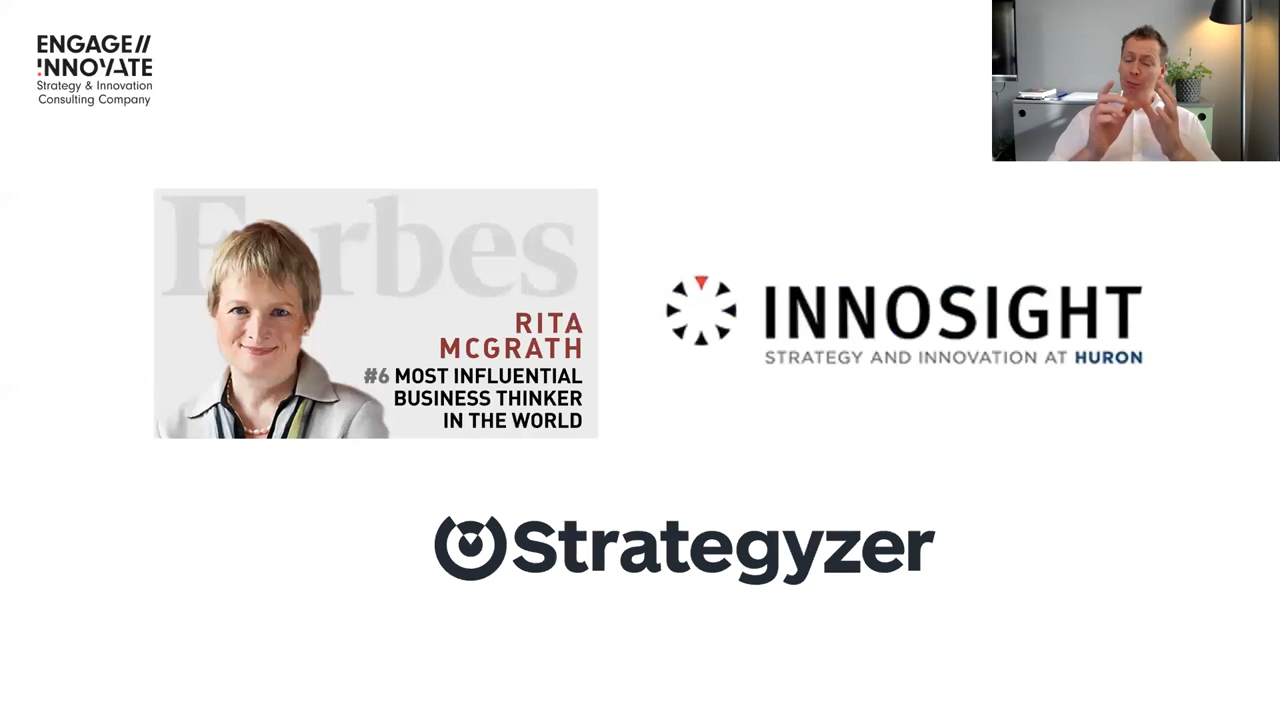 ENGAGE//
INNOVATE
Strategy & Innovation
Consulting Company
Forbes
RITA
MCGRATH
#6 MOST INFLUENTIAL
BUSINESS THINKER
IN THE WORLD
INNOSIGHT
STRATEGY AND INNOVATION AT HURON
Strategyzer